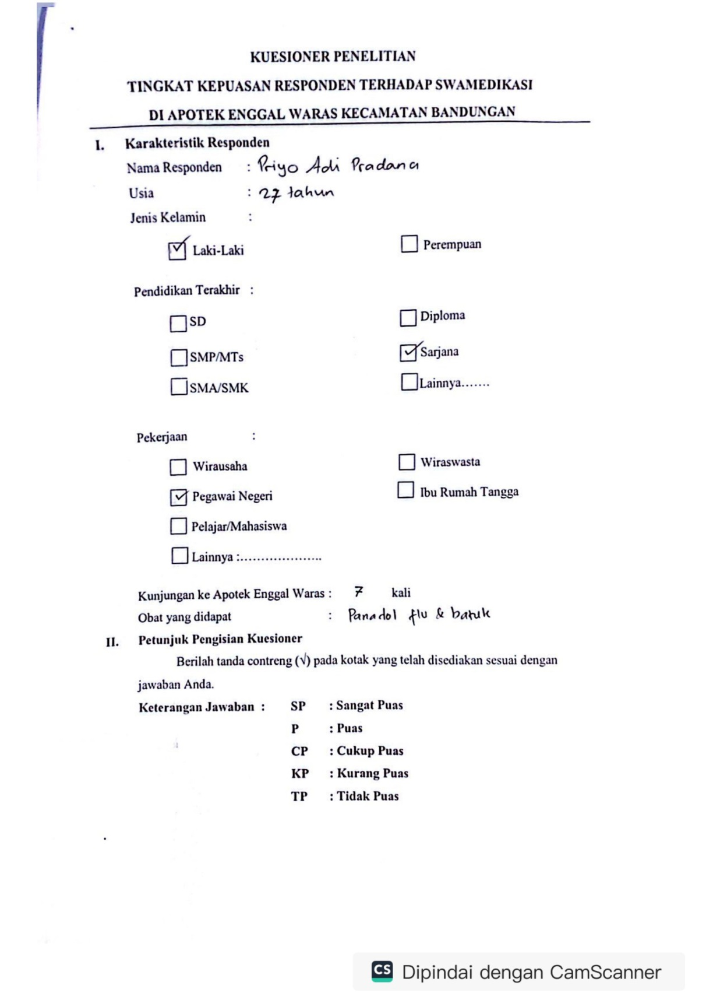 KUESIONER PENELITIAN
TINGKAT KEPUASAN RESPONDEN TERHADAP SWAMEDIKASI
DI APOTEK ENGGAL WARAS KECAMATAN BANDUNGAN
I. Karakteristik Responden
Nama Responden : Priyo Adi Pradana
Usia : 27 tahun
Jenis Kelamin :
☑ Laki-Laki ☐ Perempuan
Pendidikan Terakhir :
☐ SD ☐ Diploma
☐ SMP/MTs ☑ Sarjana
☐ SMA/SMK ☐ Lainnya.......
Pekerjaan :
☐ Wirausaha ☐ Wiraswasta
☑ Pegawai Negeri ☐ Ibu Rumah Tangga
☐ Pelajar/Mahasiswa
☐ Lainnya :....................
Kunjungan ke Apotek Enggal Waras : 7 kali
Obat yang didapat : Panadol flu & batuk
II. Petunjuk Pengisian Kuesioner
Berilah tanda contreng (√) pada kotak yang telah disediakan sesuai dengan
jawaban Anda.
Keterangan Jawaban : SP : Sangat Puas
P : Puas
CP : Cukup Puas
KP : Kurang Puas
TP : Tidak Puas
CS Dipindai dengan CamScanner